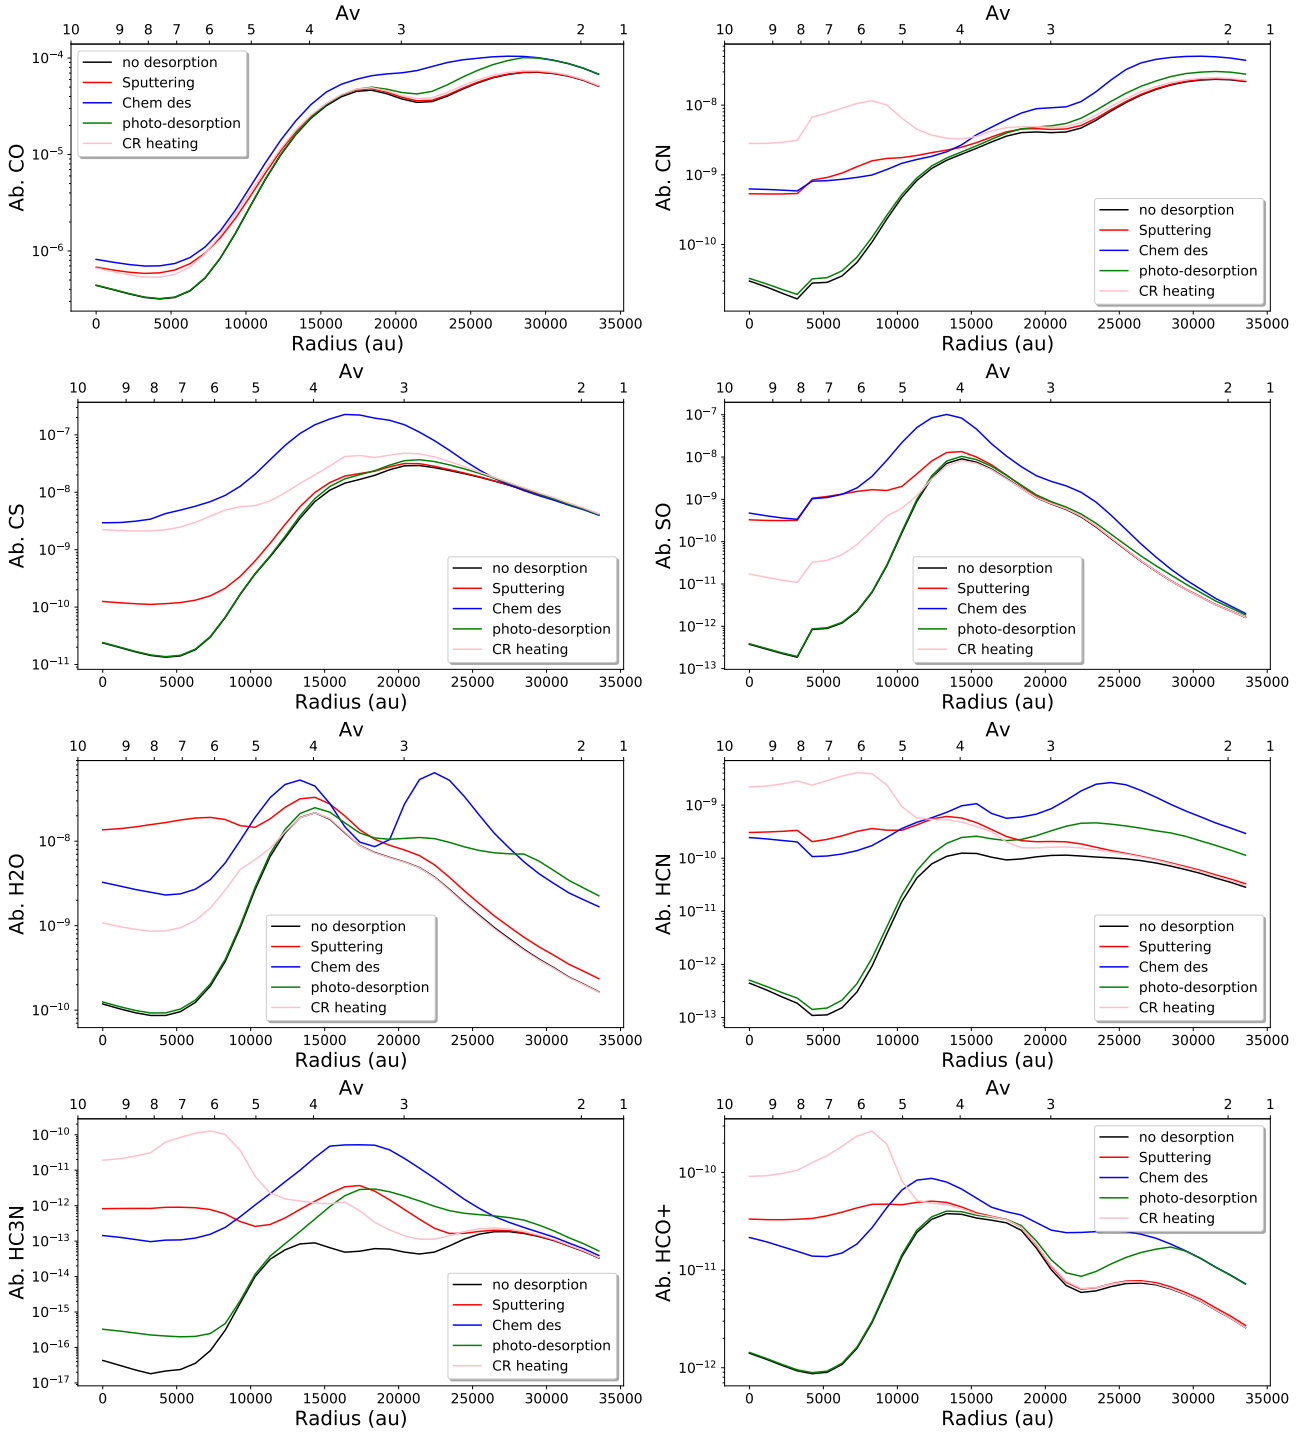 Av
10 9 8 7 6 5 4 3 2 1
Ab. CO
10⁻⁴
10⁻⁵
10⁻⁶
no desorption
Sputtering
Chem des
photo-desorption
CR heating
0 5000 10000 15000 20000 25000 30000 35000
Radius (au)
Av
10 9 8 7 6 5 4 3 2 1
Ab. CN
10⁻⁸
10⁻⁹
10⁻¹⁰
no desorption
Sputtering
Chem des
photo-desorption
CR heating
0 5000 10000 15000 20000 25000 30000 35000
Radius (au)
Av
10 9 8 7 6 5 4 3 2 1
Ab. CS
10⁻⁷
10⁻⁸
10⁻⁹
10⁻¹⁰
10⁻¹¹
no desorption
Sputtering
Chem des
photo-desorption
CR heating
0 5000 10000 15000 20000 25000 30000 35000
Radius (au)
Av
10 9 8 7 6 5 4 3 2 1
Ab. SO
10⁻⁷
10⁻⁸
10⁻⁹
10⁻¹⁰
10⁻¹¹
10⁻¹²
10⁻¹³
no desorption
Sputtering
Chem des
photo-desorption
CR heating
0 5000 10000 15000 20000 25000 30000 35000
Radius (au)
Av
10 9 8 7 6 5 4 3 2 1
Ab. H2O
10⁻⁸
10⁻⁹
10⁻¹⁰
no desorption
Sputtering
Chem des
photo-desorption
CR heating
0 5000 10000 15000 20000 25000 30000 35000
Radius (au)
Av
10 9 8 7 6 5 4 3 2 1
Ab. HCN
10⁻⁹
10⁻¹⁰
10⁻¹¹
10⁻¹²
10⁻¹³
no desorption
Sputtering
Chem des
photo-desorption
CR heating
0 5000 10000 15000 20000 25000 30000 35000
Radius (au)
Av
10 9 8 7 6 5 4 3 2 1
Ab. HC3N
10⁻¹⁰
10⁻¹¹
10⁻¹²
10⁻¹³
10⁻¹⁴
10⁻¹⁵
10⁻¹⁶
10⁻¹⁷
no desorption
Sputtering
Chem des
photo-desorption
CR heating
0 5000 10000 15000 20000 25000 30000 35000
Radius (au)
Av
10 9 8 7 6 5 4 3 2 1
Ab. HCO+
10⁻¹⁰
10⁻¹¹
10⁻¹²
no desorption
Sputtering
Chem des
photo-desorption
CR heating
0 5000 10000 15000 20000 25000 30000 35000
Radius (au)